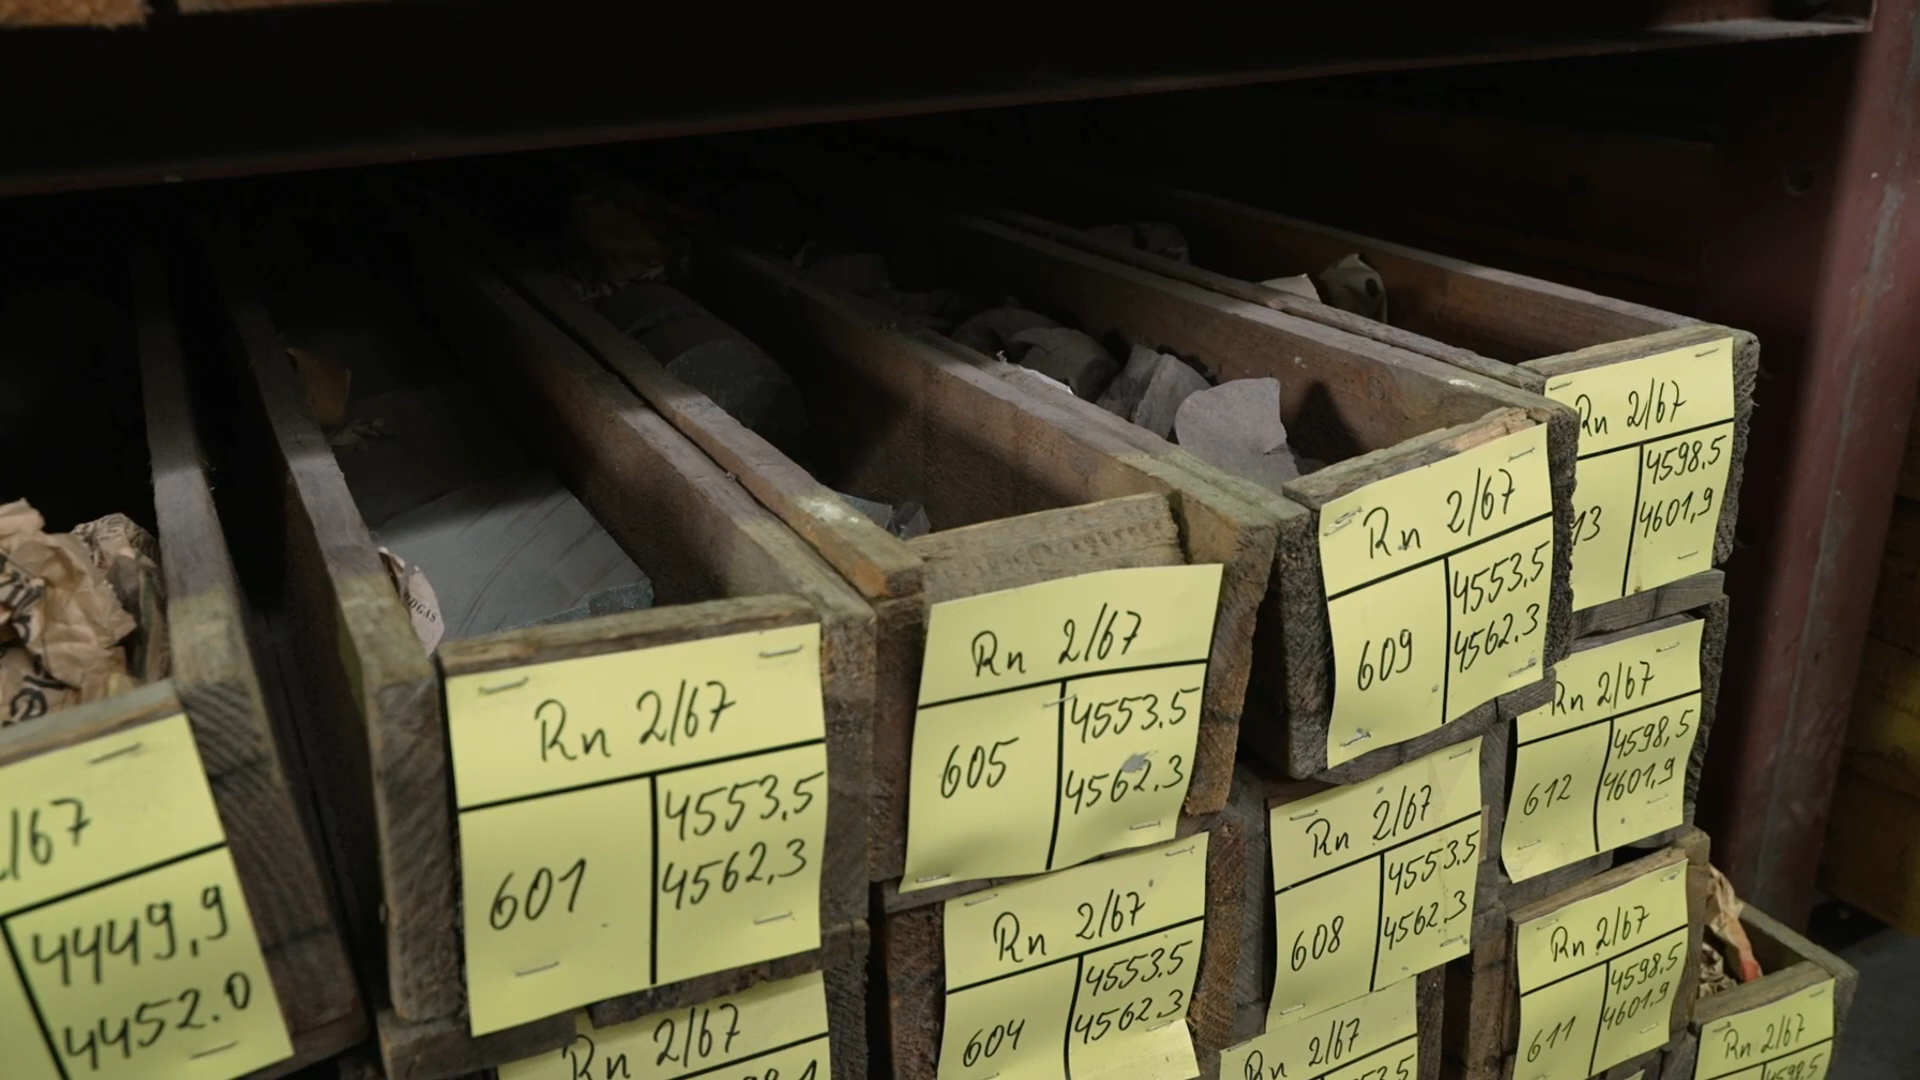 2/67
4449,9
4452.0
Rn 2/67
601
4553,5
4562,3
Rn 2/67
Rn 2/67
605
4553.5
4562.3
Rn 2/67
604
4553.5
4562.3
Rn 2/67
609
4553.5
4562.3
Rn 2/67
608
4553.5
4562.3
Rn 2/67
Rn 2/67
13
4598.5
4601,9
Rn 2/67
612
4598,5
4601,9
Rn 2/67
611
4598.5
4601.9
Rn 2/67
4598.5